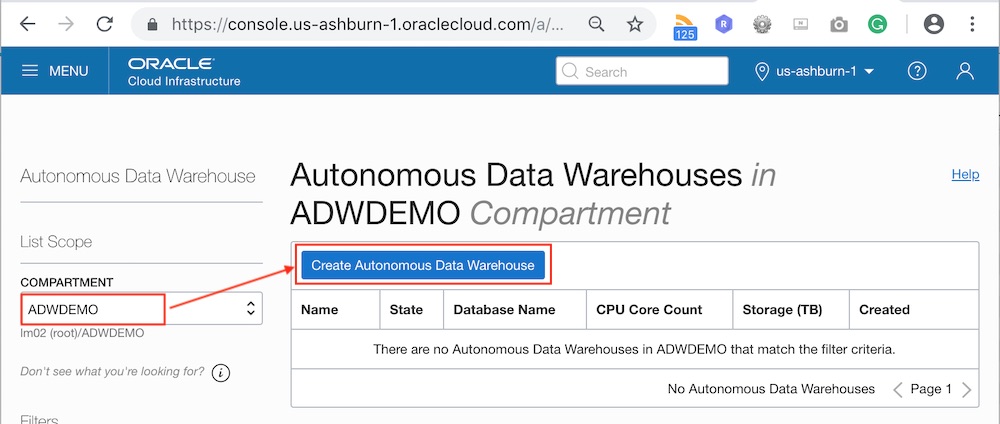 https://console.us-ashburn-1.oraclecloud.com/a/...
125
R
G
MENU
ORACLE
Cloud Infrastructure
Search
us-ashburn-1
?
Autonomous Data Warehouse
Autonomous Data Warehouses in
ADWDEMO Compartment
Help
List Scope
Create Autonomous Data Warehouse
COMPARTMENT
ADWDEMO
lm02 (root)/ADWDEMO
Name State Database Name CPU Core Count Storage (TB) Created
There are no Autonomous Data Warehouses in ADWDEMO that match the filter criteria.
Don't see what you're looking for? i
No Autonomous Data Warehouses Page 1
Filters